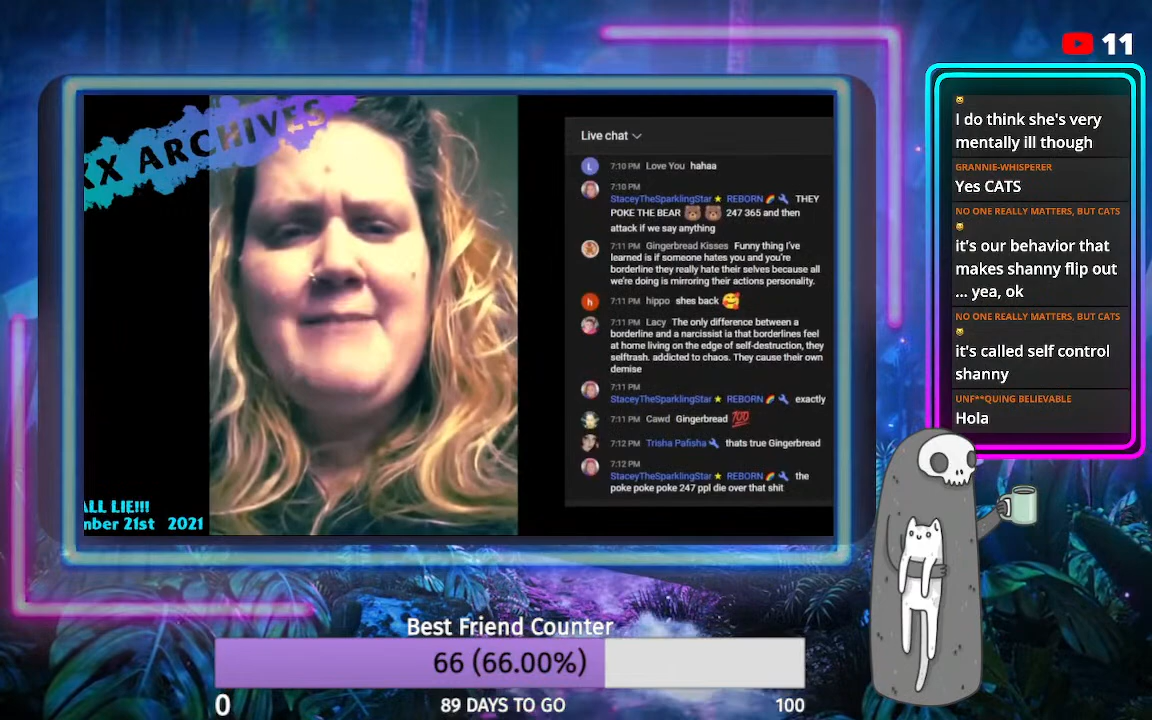 11
XX ARCHIVES
ALL LIE!!!
mber 21st 2021
Live chat
L 7:10 PM Love You hahaa
7:10 PM
StaceyTheSparklingStar ★ REBORN 🌈 🔧 THEY
POKE THE BEAR 🐻 🐻 247 365 and then
attack if we say anything
7:11 PM Gingerbread Kisses Funny thing I've
learned is if someone hates you and you're
borderline they really hate their selves because all
we're doing is mirroring their actions personality.
h 7:11 PM hippo shes back 🥰
7:11 PM Lacy The only difference between a
borderline and a narcissist ia that borderlines feel
at home living on the edge of self-destruction, they
selftrash. addicted to chaos. They cause their own
demise
7:11 PM
StaceyTheSparklingStar ★ REBORN 🌈 🔧 exactly
7:11 PM Cawd Gingerbread 💯
7:12 PM Trisha Pafisha 🔧 thats true Gingerbread
7:12 PM
StaceyTheSparklingStar ★ REBORN 🌈 🔧 the
poke poke poke 247 ppl die over that shit
I do think she's very
mentally ill though
GRANNIE-WHISPERER
Yes CATS
NO ONE REALLY MATTERS, BUT CATS
🐱
it's our behavior that
makes shanny flip out
... yea, ok
NO ONE REALLY MATTERS, BUT CATS
🐱
it's called self control
shanny
UNF**QUING BELIEVABLE
Hola
Best Friend Counter
66 (66.00%)
0
89 DAYS TO GO
100